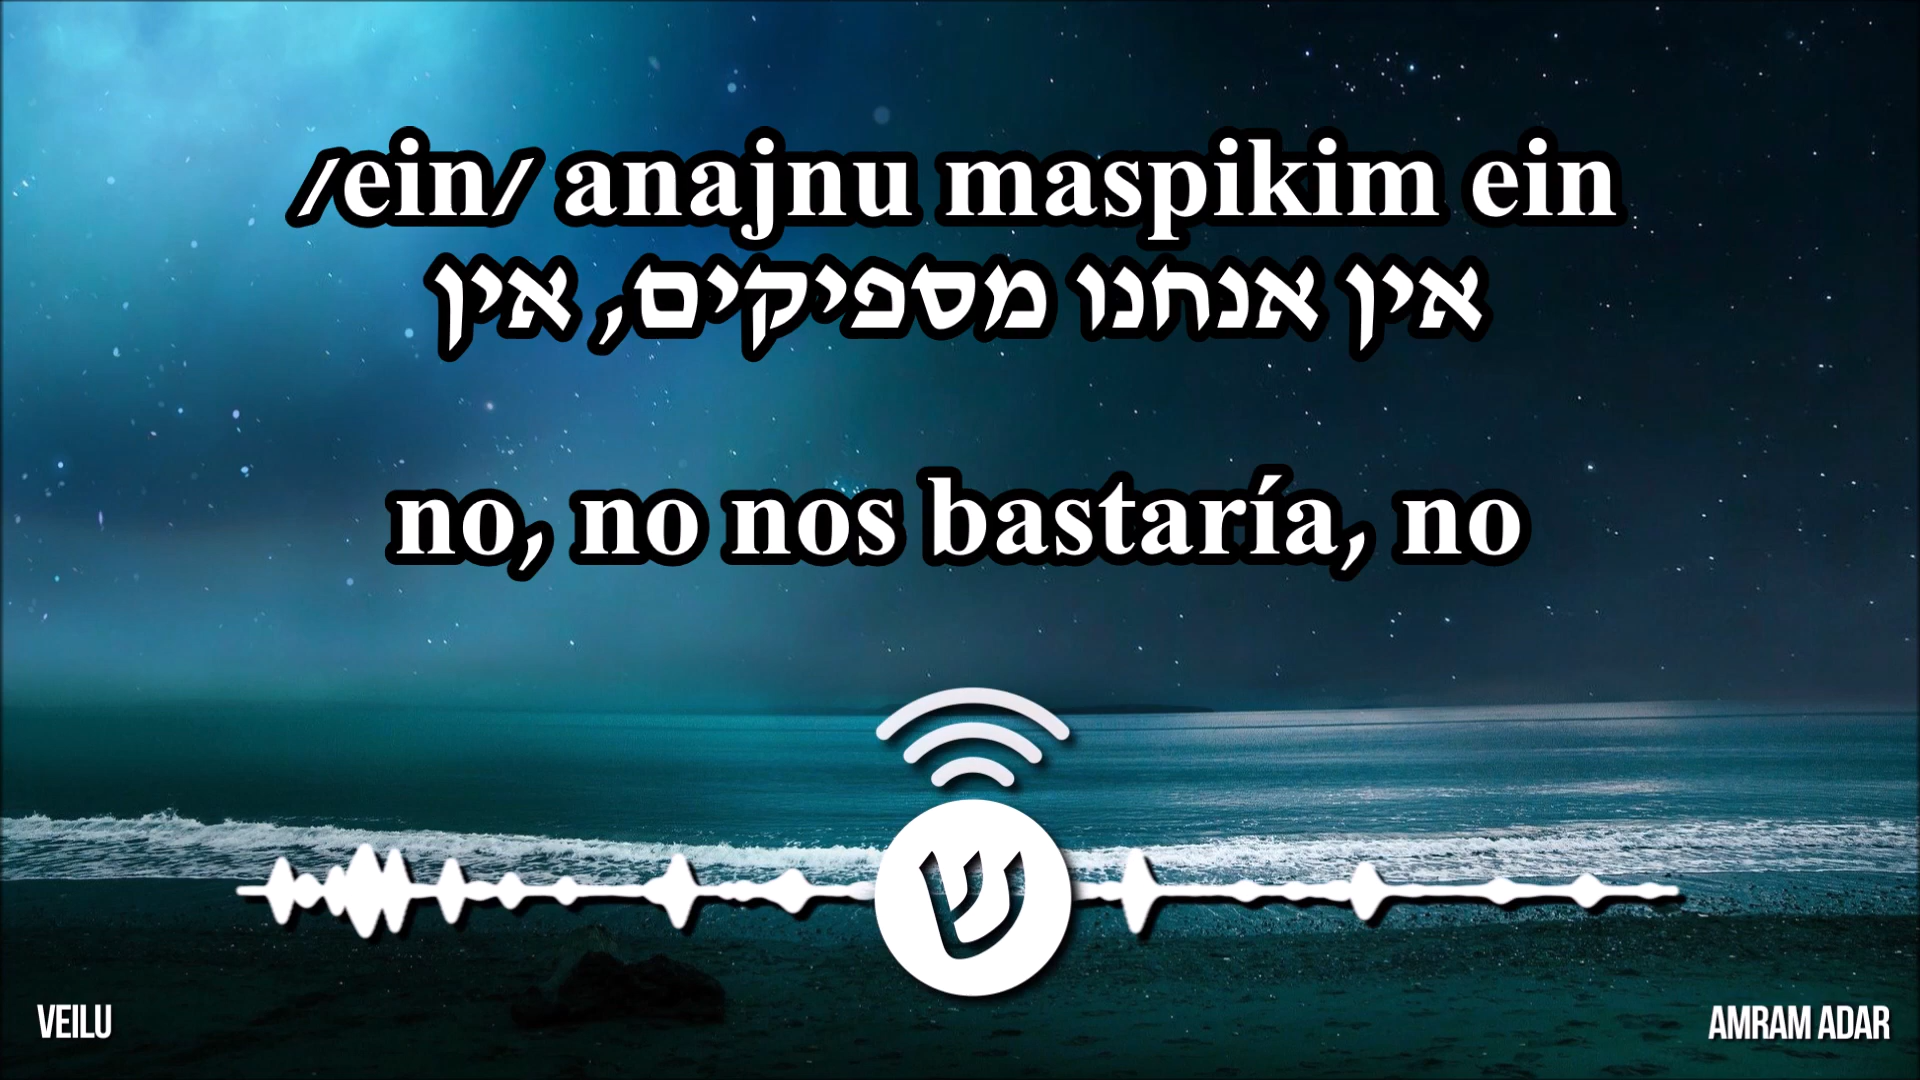 /ein/ anajnu maspikim ein
אין אנחנו מספיקים, אין
no, no nos bastaría, no
ש
VEILU
AMRAM ADAR